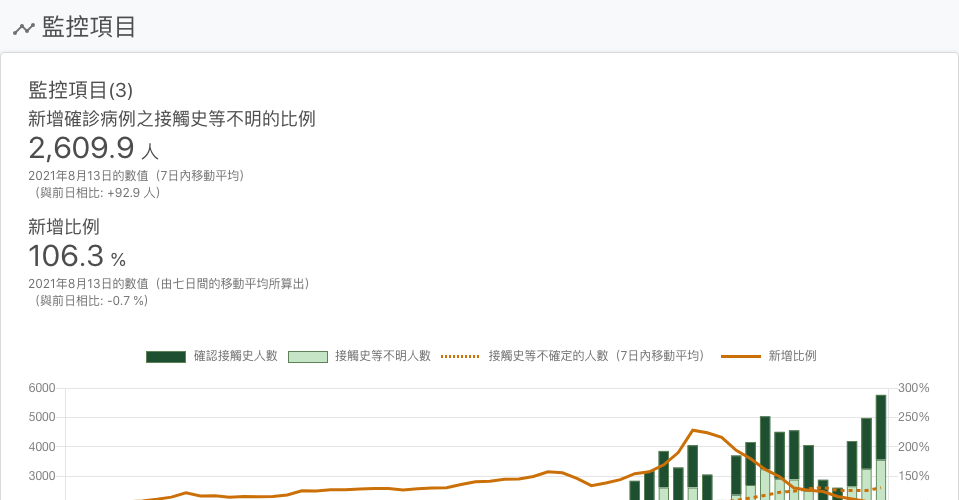 監控項目
監控項目(3)
新增確診病例之接觸史等不明的比例
2,609.9 人
2021年8月13日的數值（7日內移動平均）
（與前日相比: +92.9 人）
新增比例
106.3 %
2021年8月13日的數值（由七日間的移動平均所算出）
（與前日相比: -0.7 %）
確認接觸史人數 接觸史等不明人數 接觸史等不確定的人數（7日內移動平均） 新增比例
6000 300%
5000 250%
4000 200%
3000 150%